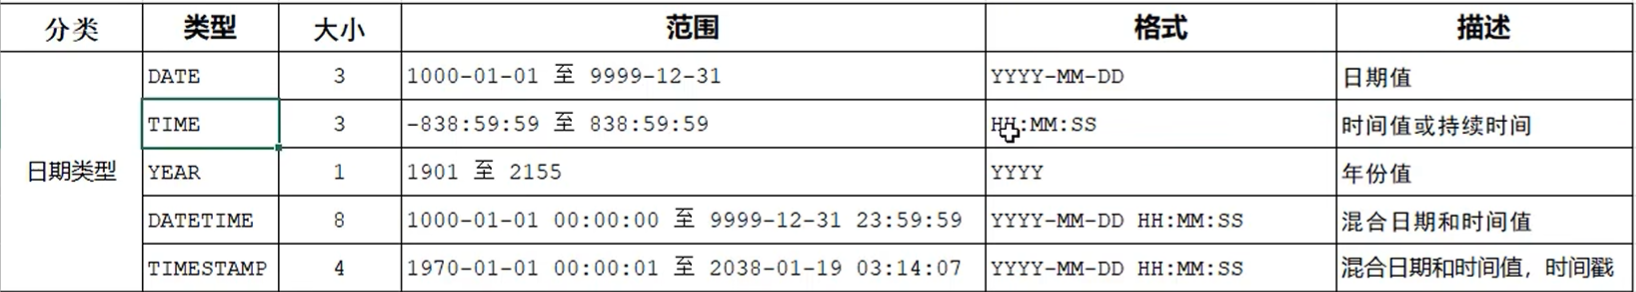 分类 类型 大小 范围 格式 描述
DATE 3 1000-01-01 至 9999-12-31 YYYY-MM-DD 日期值
TIME 3 -838:59:59 至 838:59:59 HH:MM:SS 时间值或持续时间
日期类型 YEAR 1 1901 至 2155 YYYY 年份值
DATETIME 8 1000-01-01 00:00:00 至 9999-12-31 23:59:59 YYYY-MM-DD HH:MM:SS 混合日期和时间值
TIMESTAMP 4 1970-01-01 00:00:01 至 2038-01-19 03:14:07 YYYY-MM-DD HH:MM:SS 混合日期和时间值，时间戳